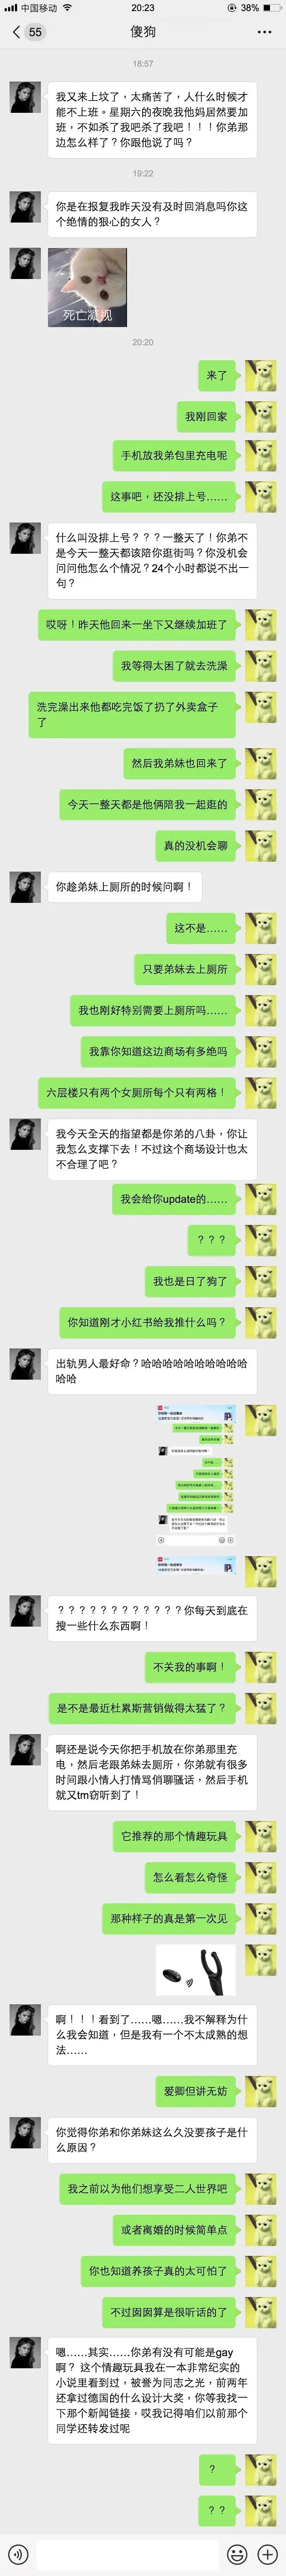 中国移动
20:23
38%
55
傻狗
18:57
我又来上坟了，太痛苦了，人什么时候才
能不上班。星期六的夜晚我他妈居然要加
班，不如杀了我吧杀了我吧！！！你弟那
边怎么样了？你跟他说了吗？
19:22
你是在报复我昨天没有及时回消息吗你这
个绝情的狠心的女人？
死亡凝视
20:20
来了
我刚回家
手机放我弟包里充电呢
这事吧，还没排上号……
什么叫没排上号？？？一整天了！你弟不
是今天一整天都该陪你逛街吗？你没机会
问问他怎么个情况？24个小时都说不出一
句？
哎呀！昨天他回来一坐下又继续加班了
我等得太困了就去洗澡
洗完澡出来他都吃完饭了扔了外卖盒子
了
然后我弟妹也回来了
今天一整天都是他俩陪我一起逛的
真的没机会聊
你趁弟妹上厕所的时候问啊！
这不是……
只要弟妹去上厕所
我也刚好特别需要上厕所吗……
我靠你知道这边商场有多绝吗
六层楼只有两个女厕所每个只有两格！
我今天全天的指望都是你弟的八卦，你让
我怎么支撑下去！不过这个商场设计也太
不合理了吧？
我会给你update的……
？？？
我也是日了狗了
你知道刚才小红书给我推什么吗？
出轨男人最好命？哈哈哈哈哈哈哈哈哈哈
哈哈
？？？？？？？？？？？？你每天到底在
搜一些什么东西啊！
不关我的事啊！
是不是最近杜累斯营销做得太猛了？
啊还是说今天你把手机放在你弟那里充
电，然后老跟弟妹去厕所，你弟就有很多
时间跟小情人打情骂俏聊骚话，然后手机
就又tm窃听到了！
它推荐的那个情趣玩具
怎么看怎么奇怪
那种样子的真是第一次见
啊！！！看到了……嗯……我不解释为什
么我会知道，但是我有一个不太成熟的想
法……
爱卿但讲无妨
你觉得你弟和你弟妹这么久没要孩子是什
么原因？
我之前以为他们想享受二人世界吧
或者离婚的时候简单点
你也知道养孩子真的太可怕了
不过囡囡算是很听话的了
嗯……其实……你弟有没有可能是gay
啊？ 这个情趣玩具我在一本非常纪实的
小说里看到过，被誉为同志之光，前两年
还拿过德国的什么设计大奖，你等我找一
下那个新闻链接，哎我记得咱们以前那个
同学还转发过呢
？
？？